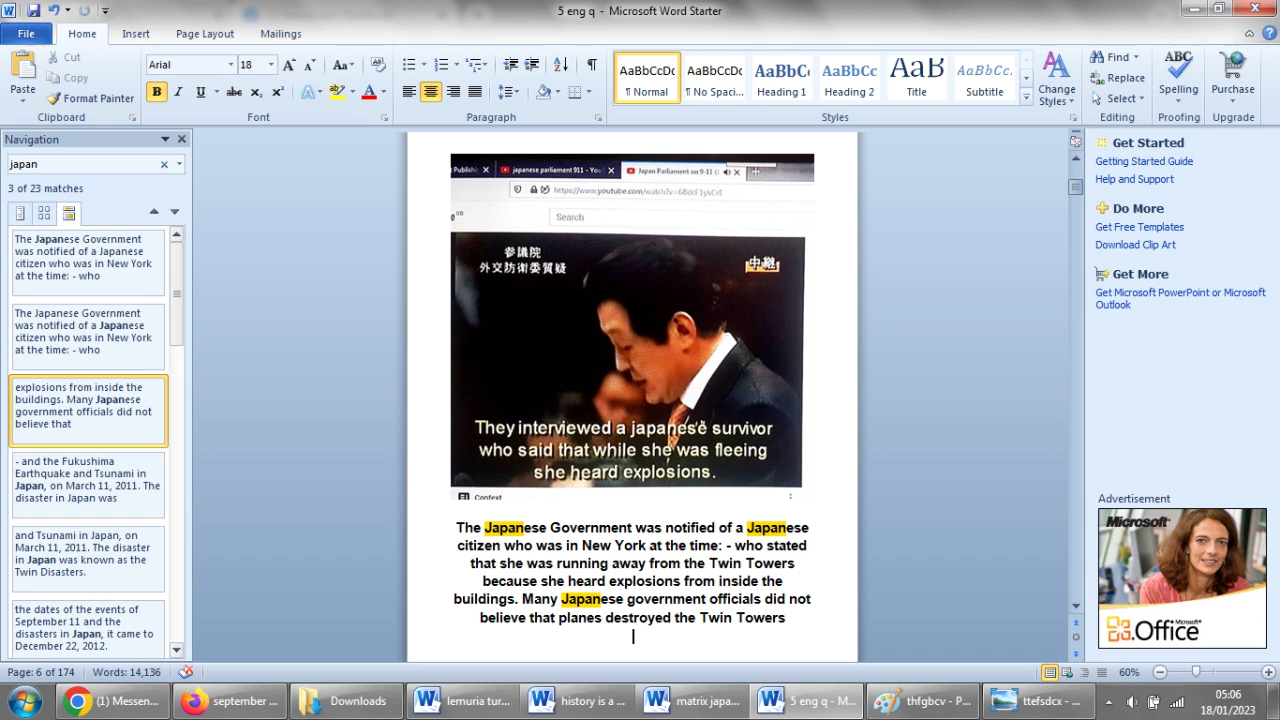 5 eng q - Microsoft Word Starter
File
Home
Insert
Page Layout
Mailings
Paste
Cut
Copy
Format Painter
Clipboard
Arial
18
Font
Paragraph
AaBbCcDc
¶ Normal
AaBbCcDc
¶ No Spaci...
AaBbCc
Heading 1
AaBbCc
Heading 2
AaB
Title
AaBbCc.
Subtitle
Change
Styles
Styles
Find
Replace
Select
Editing
Spelling
Proofing
Purchase
Upgrade
Navigation
japan
3 of 23 matches
The Japanese Government
was notified of a Japanese
citizen who was in New York
at the time: - who
The Japanese Government
was notified of a Japanese
citizen who was in New York
at the time: - who
explosions from inside the
buildings. Many Japanese
government officials did not
believe that
- and the Fukushima
Earthquake and Tsunami in
Japan, on March 11, 2011. The
disaster in Japan was
and Tsunami in Japan, on
March 11, 2011. The disaster
in Japan was known as the
Twin Disasters.
the dates of the events of
September 11 and the
disasters in Japan, it came to
December 22, 2012.
t Publish
japanese parliament 911 - You
Japan Parliament on 9-11 (
https://www.youtube.com/watch?v=6BdcF1ykCrE
Search
参議院
外交防衛委質疑
中継
They interviewed a japanese survivor
who said that while she was fleeing
she heard explosions.
Context
The Japanese Government was notified of a Japanese
citizen who was in New York at the time: - who stated
that she was running away from the Twin Towers
because she heard explosions from inside the
buildings. Many Japanese government officials did not
believe that planes destroyed the Twin Towers
Get Started
Getting Started Guide
Help and Support
Do More
Get Free Templates
Download Clip Art
Get More
Get Microsoft PowerPoint or Microsoft
Outlook
Advertisement
Microsoft®
Microsoft®
Office
Page: 6 of 174
Words: 14,136
60%
(1) Messen...
september ...
Downloads
lemuria tur...
history is a ...
matrix japa...
5 eng q - M...
thfgbcv - P...
ttefsdcx - ...
05:06
18/01/2023